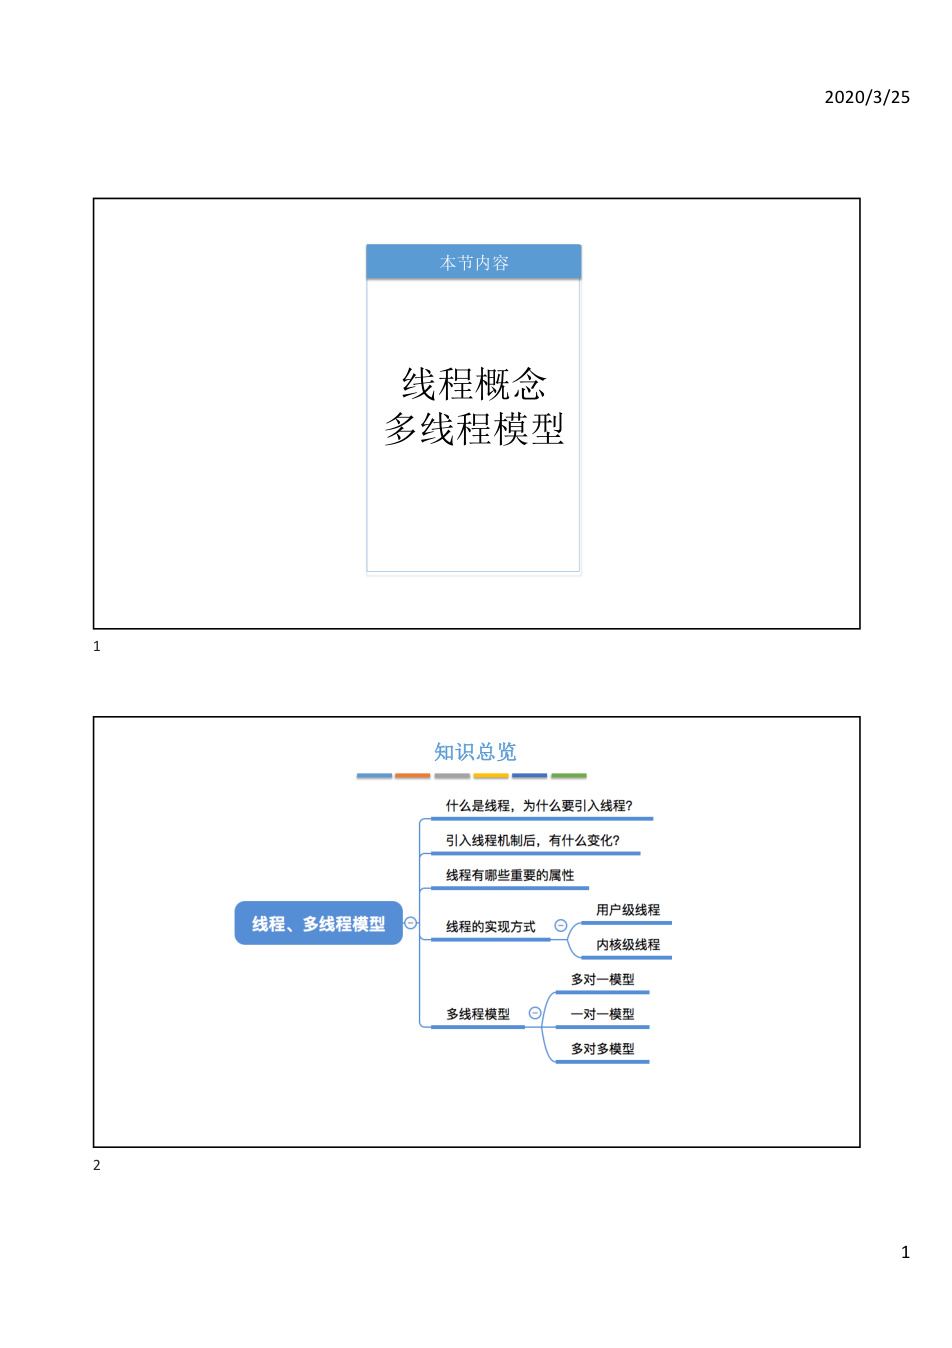 2020/3/25
本节内容
线程概念
多线程模型
1
知识总览
什么是线程，为什么要引入线程？
引入线程机制后，有什么变化？
线程有哪些重要的属性
线程、多线程模型
线程的实现方式
用户级线程
内核级线程
多线程模型
多对一模型
一对一模型
多对多模型
2
1